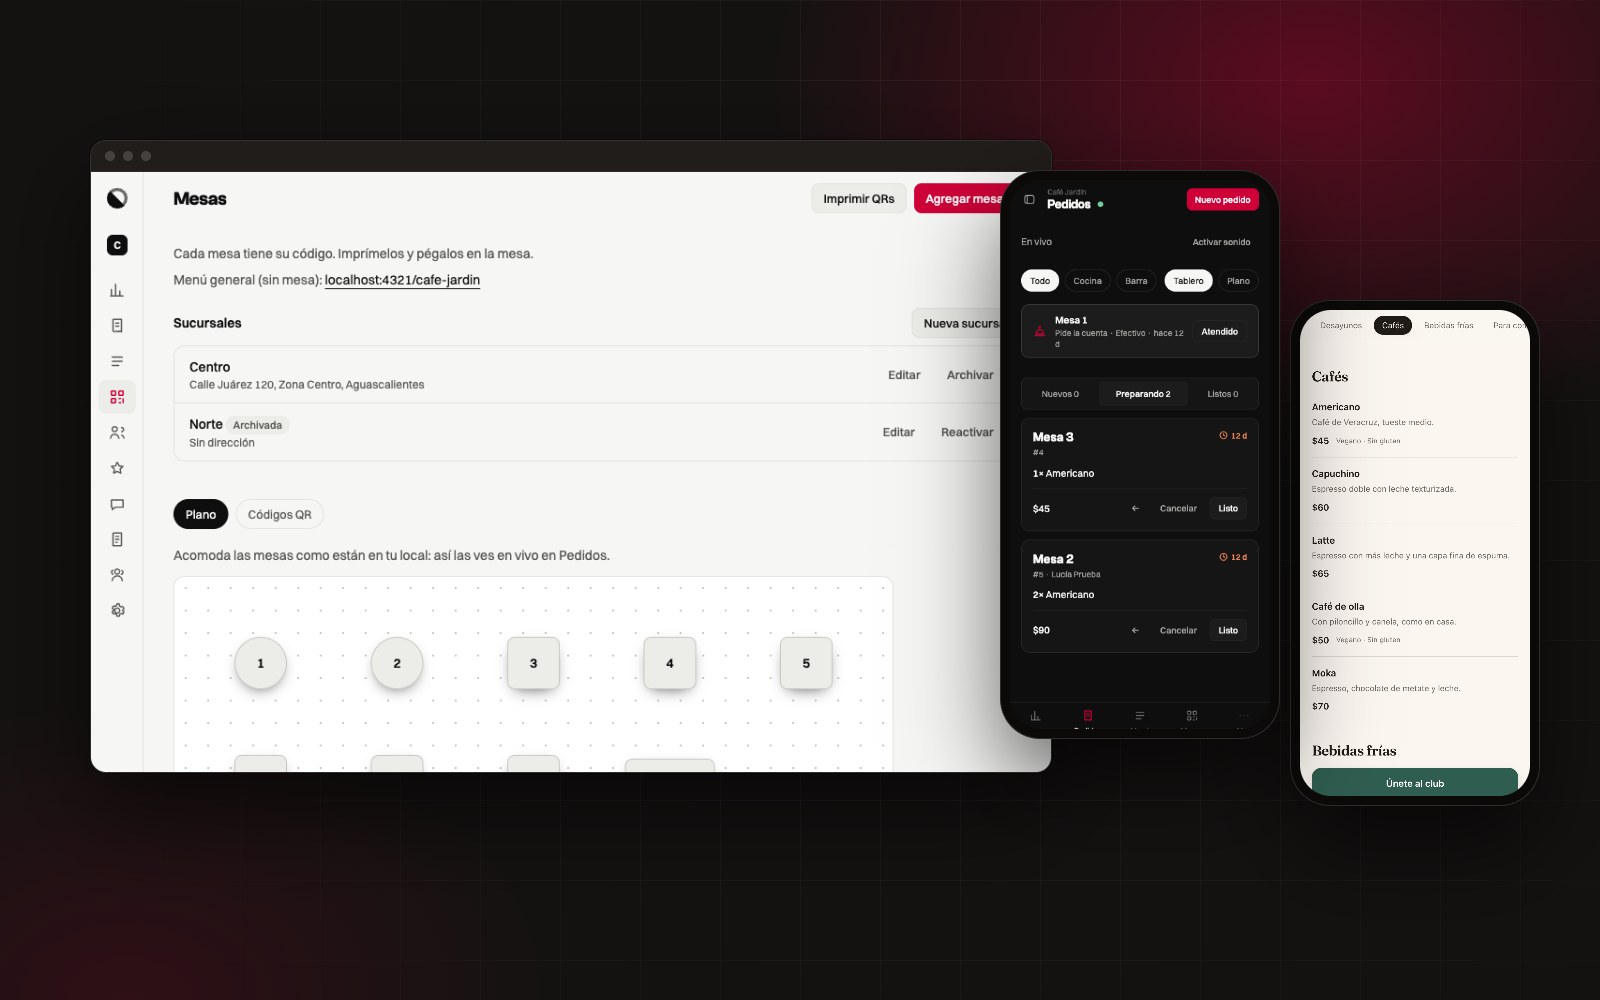 Mesas
Imprimir QRs
Agregar mesa
C
Cada mesa tiene su código. Imprímelos y pégalos en la mesa.
Menú general (sin mesa): localhost:4321/cafe-jardin
Sucursales
Nueva sucurs
Centro
Calle Juárez 120, Zona Centro, Aguascalientes
Editar
Archivar
Norte Archivada
Sin dirección
Editar
Reactivar
Plano
Códigos QR
Acomoda las mesas como están en tu local: así las ves en vivo en Pedidos.
1
2
3
4
5
Café Jardín
Pedidos
Nuevo pedido
En vivo
Activar sonido
Todo
Cocina
Barra
Tablero
Plano
Mesa 1
Pide la cuenta · Efectivo · hace 12
d
Atendido
Nuevos 0
Preparando 2
Listos 0
Mesa 3
12 d
#4
1× Americano
$45
← Cancelar
Listo
Mesa 2
12 d
#5 · Lucía Prueba
2× Americano
$90
← Cancelar
Listo
Desayunos
Cafés
Bebidas frías
Para com
Cafés
Americano
Café de Veracruz, tueste medio.
$45 Vegano · Sin gluten
Capuchino
Espresso doble con leche texturizada.
$60
Latte
Espresso con más leche y una capa fina de espuma.
$65
Café de olla
Con piloncillo y canela, como en casa.
$50 Vegano · Sin gluten
Moka
Espresso, chocolate de metate y leche.
$70
Bebidas frías
Únete al club